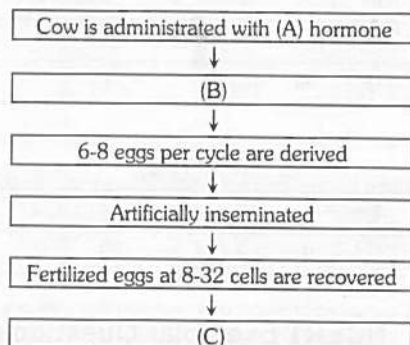 Cow is administrated with (A) hormone
(B)
6-8 eggs per cycle are derived
Artificially inseminated
Fertilized eggs at 8-32 cells are recovered
(C)